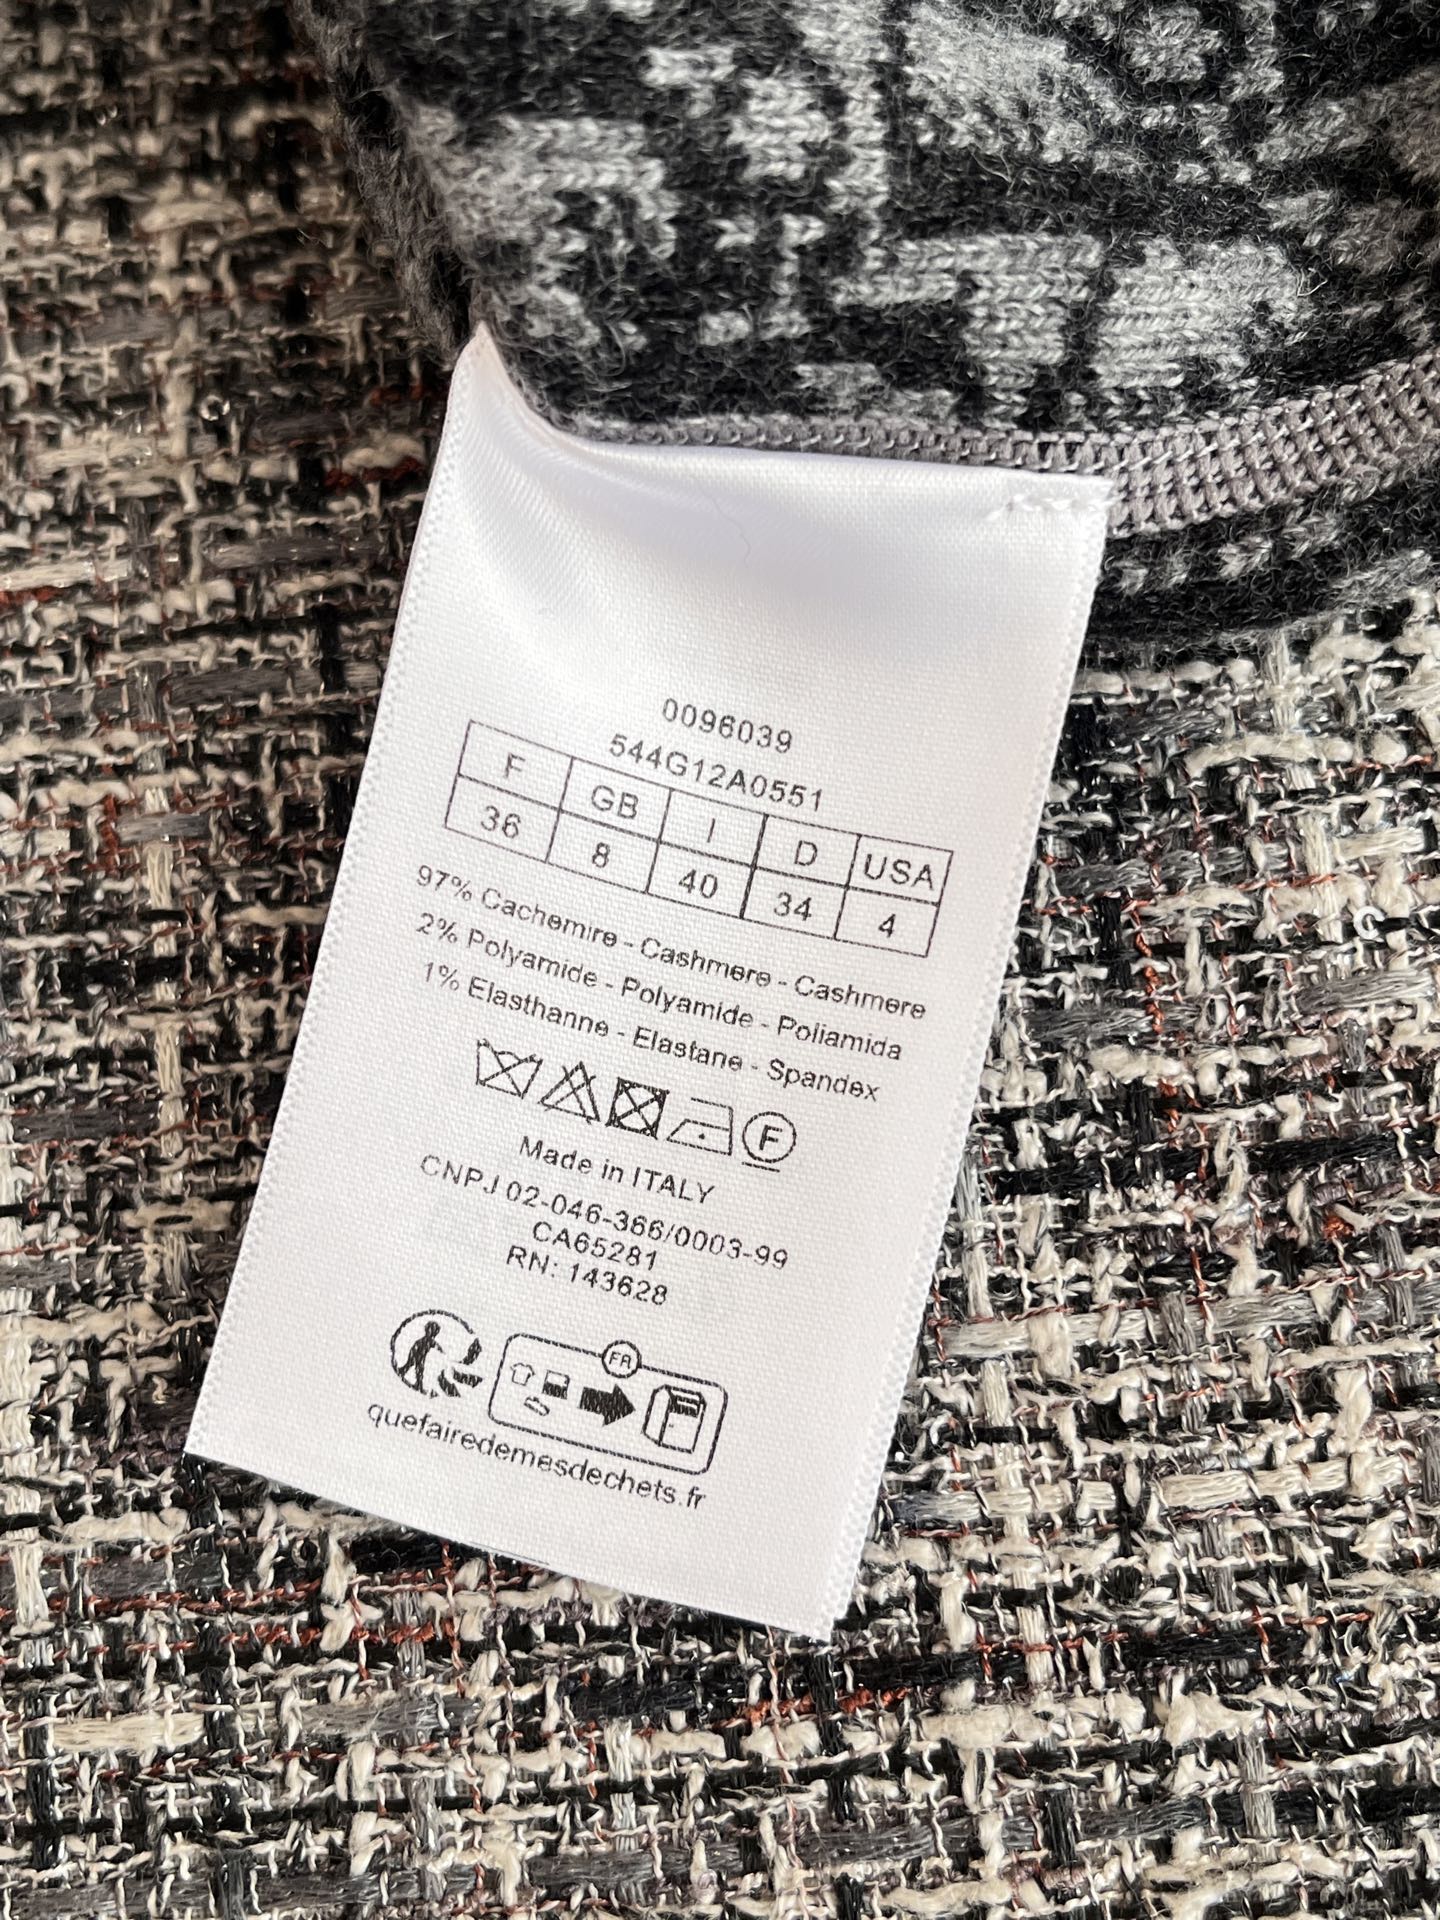 0096039
544G12A0551
F GB I D USA
36 8 40 34 4
97% Cachemire - Cashmere - Cashmere
2% Polyamide - Polyamide - Poliamida
1% Elasthanne - Elastane - Spandex
F
Made in ITALY
CNPJ 02-046-366/0003-99
CA65281
RN: 143628
FR
quefairedemesdechets.fr